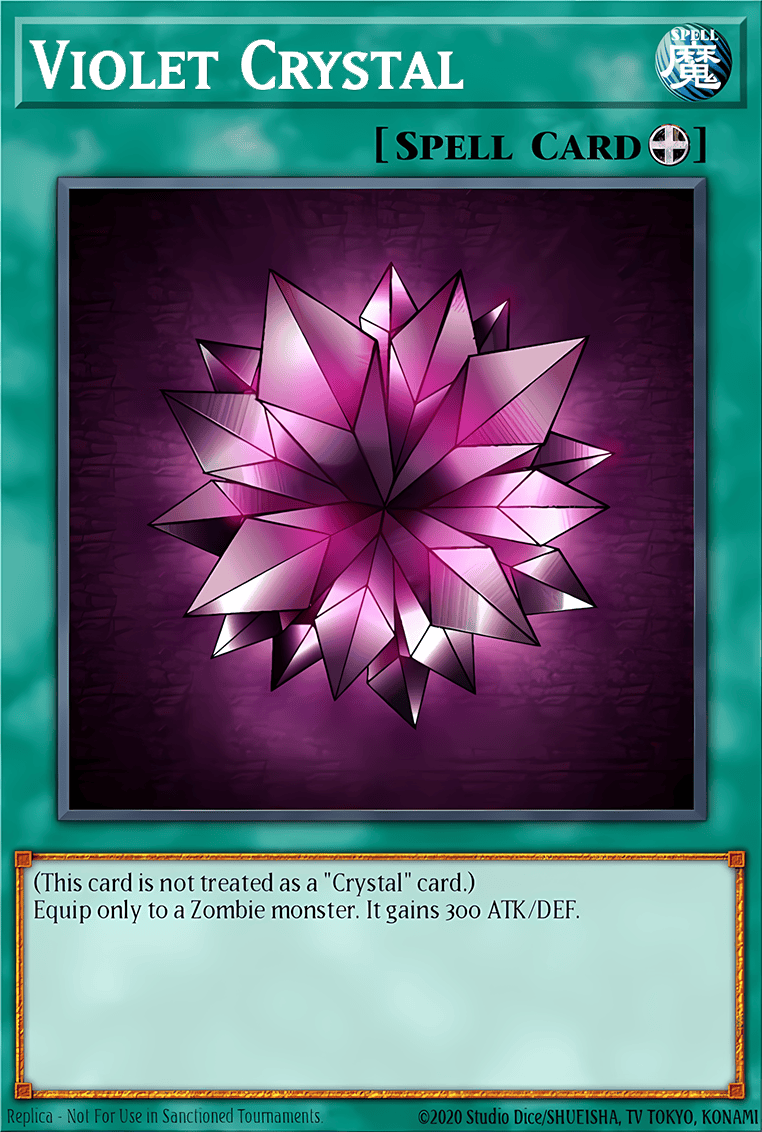 Violet Crystal
SPELL
魔
[Spell Card]
(This card is not treated as a "Crystal" card.)
Equip only to a Zombie monster. It gains 300 ATK/DEF.
Replica - Not For Use in Sanctioned Tournaments.
©2020 Studio Dice/SHUEISHA, TV TOKYO, KONAMI